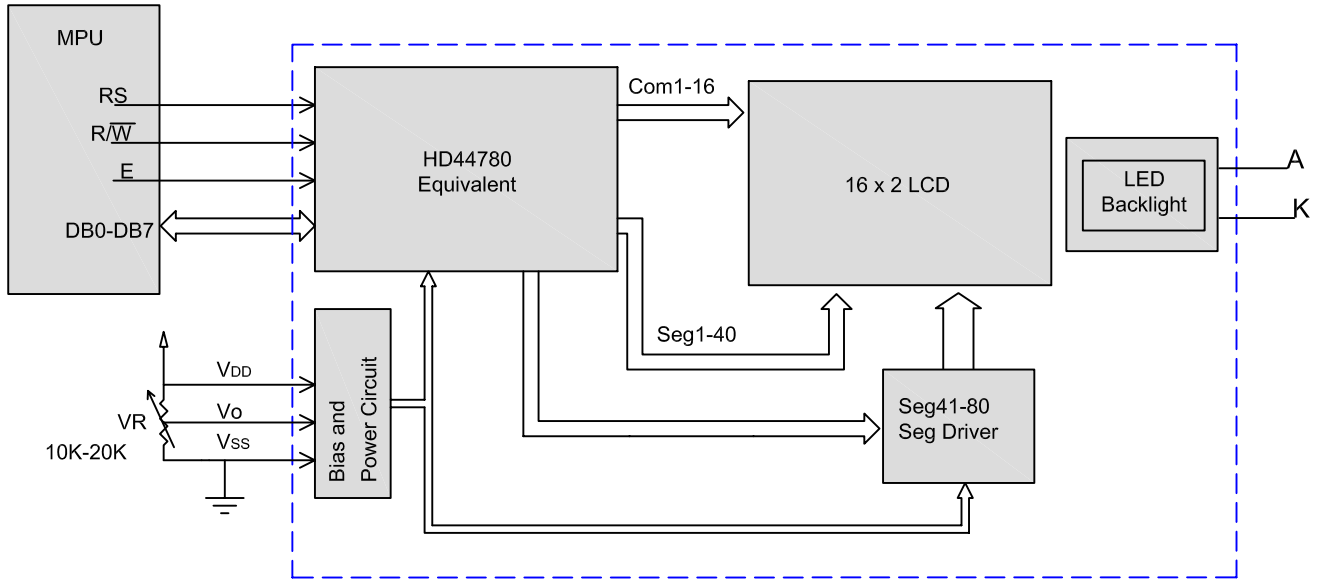 MPU
RS
R/W̅
E
DB0-DB7
HD44780
Equivalent
Com1-16
16 x 2 LCD
LED
Backlight
A
K
Seg1-40
VDD
Vo
VSS
VR
10K-20K
Bias and
Power Circuit
Seg41-80
Seg Driver